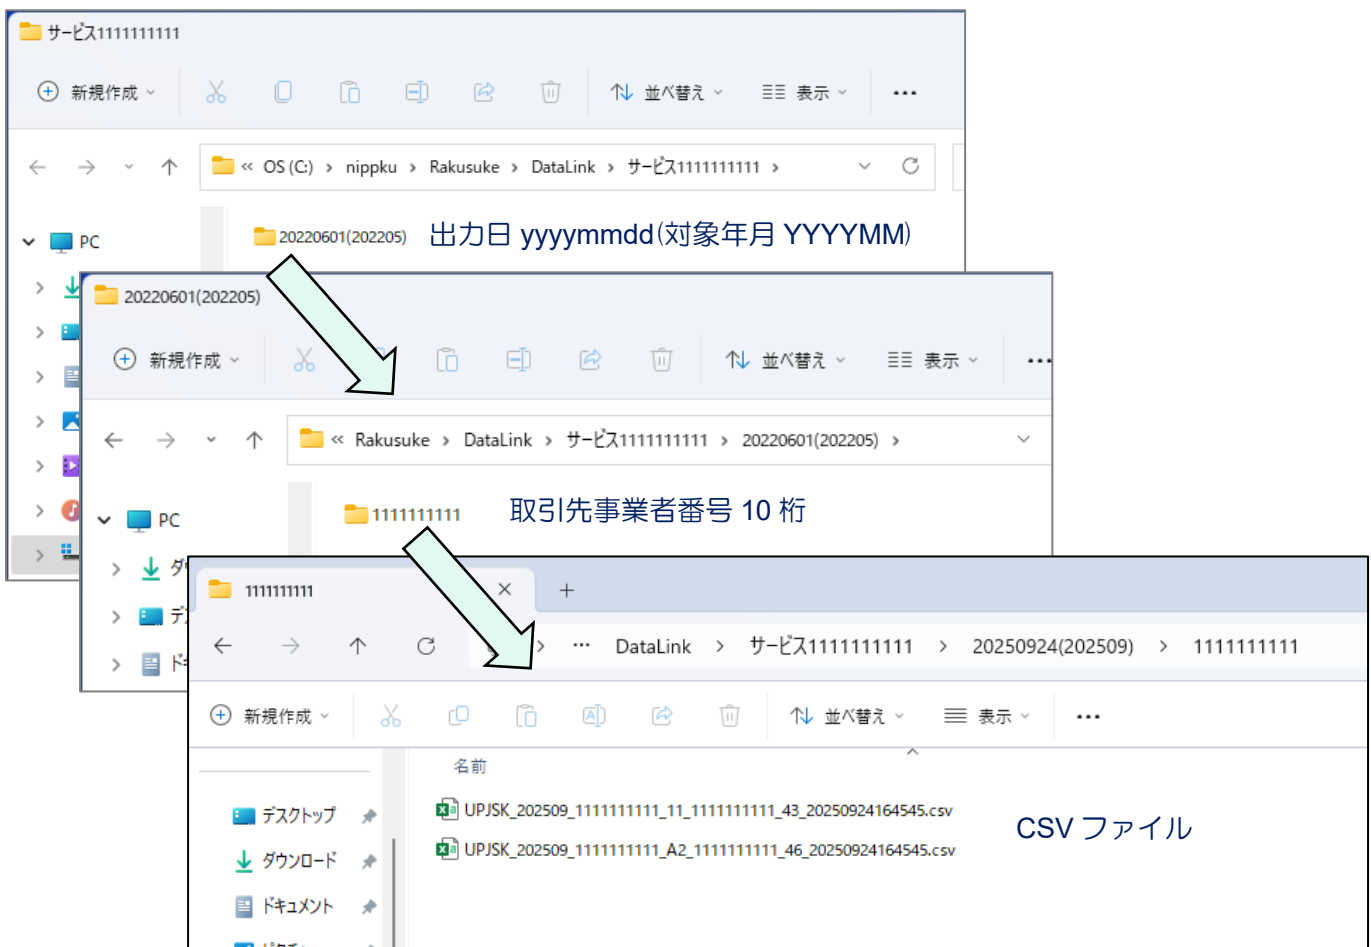 サービス1111111111
新規作成 並べ替え 表示 •••
« OS (C:) > nippku > Rakusuke > DataLink > サービス1111111111 >
PC
20220601(202205) 出力日 yyyymmdd(対象年月 YYYYMM)
20220601(202205)
新規作成 並べ替え 表示 •••
« Rakusuke > DataLink > サービス1111111111 > 20220601(202205) >
PC
1111111111 取引先事業者番号 10 桁
1111111111 × +
> ••• DataLink > サービス1111111111 > 20250924(202509) > 1111111111
新規作成 並べ替え 表示 •••
名前
デスクトップ
UPJSK_202509_1111111111_11_1111111111_43_20250924164545.csv
CSV ファイル
ダウンロード
UPJSK_202509_1111111111_A2_1111111111_46_20250924164545.csv
ドキュメント